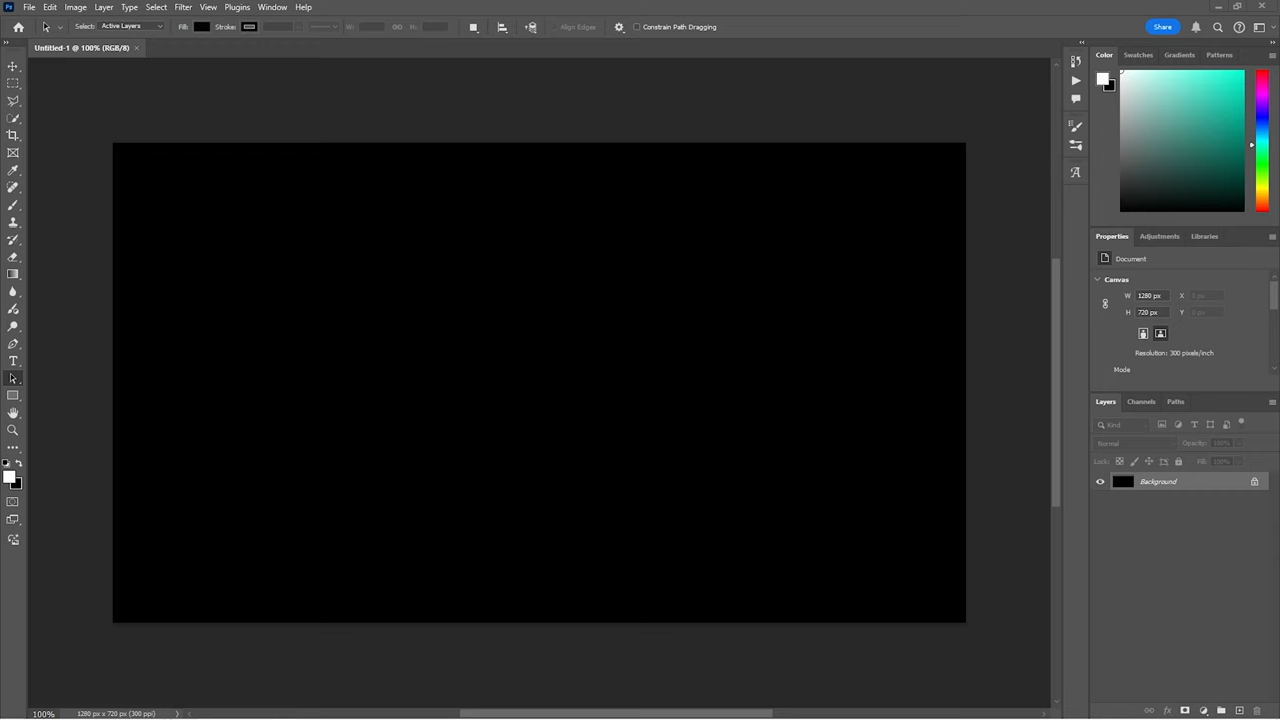 Ps File Edit Image Layer Type Select Filter Plugins Window Help
Select: Active Layers Fill: Stroke: W: H: Align Edges Constrain Path Dragging Share
Untitled-1 @ 100% (RGB/8) ×
Color Swatches Gradients Patterns
Properties Adjustments Libraries
Document
Canvas
W 1280 px X 0 px
H 720 px Y 0 px
Resolution: 300 pixels/inch
Mode
Layers Channels Paths
Kind
Normal Opacity: 100%
Lock: Fill: 100%
Background
100% 1280 px x 720 px (300 ppi)